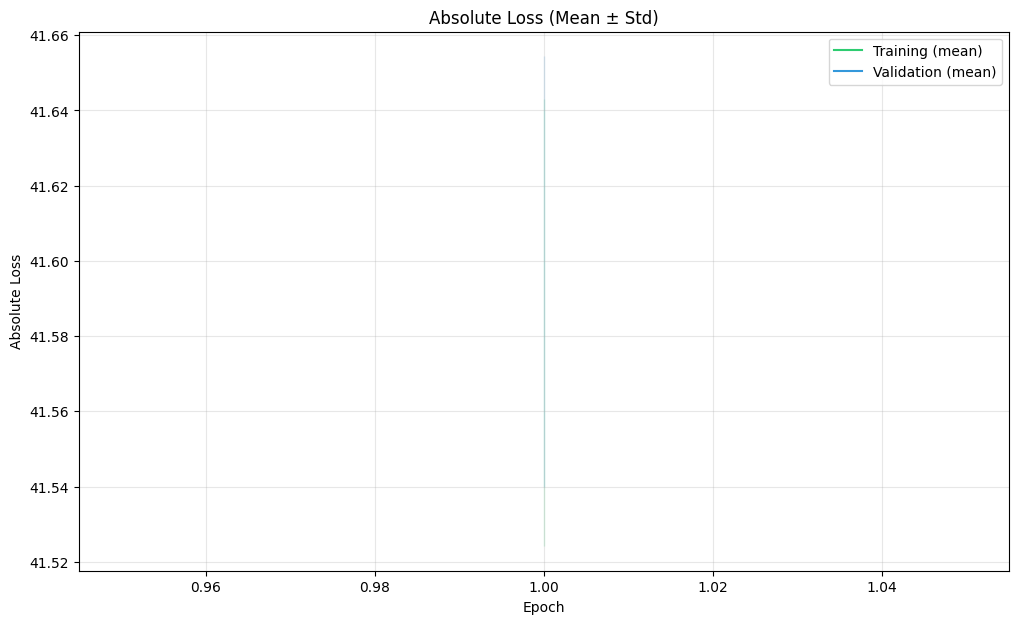 Absolute Loss (Mean ± Std)
Training (mean)
Validation (mean)
Absolute Loss
41.66
41.64
41.62
41.60
41.58
41.56
41.54
41.52
0.96 0.98 1.00 1.02 1.04
Epoch